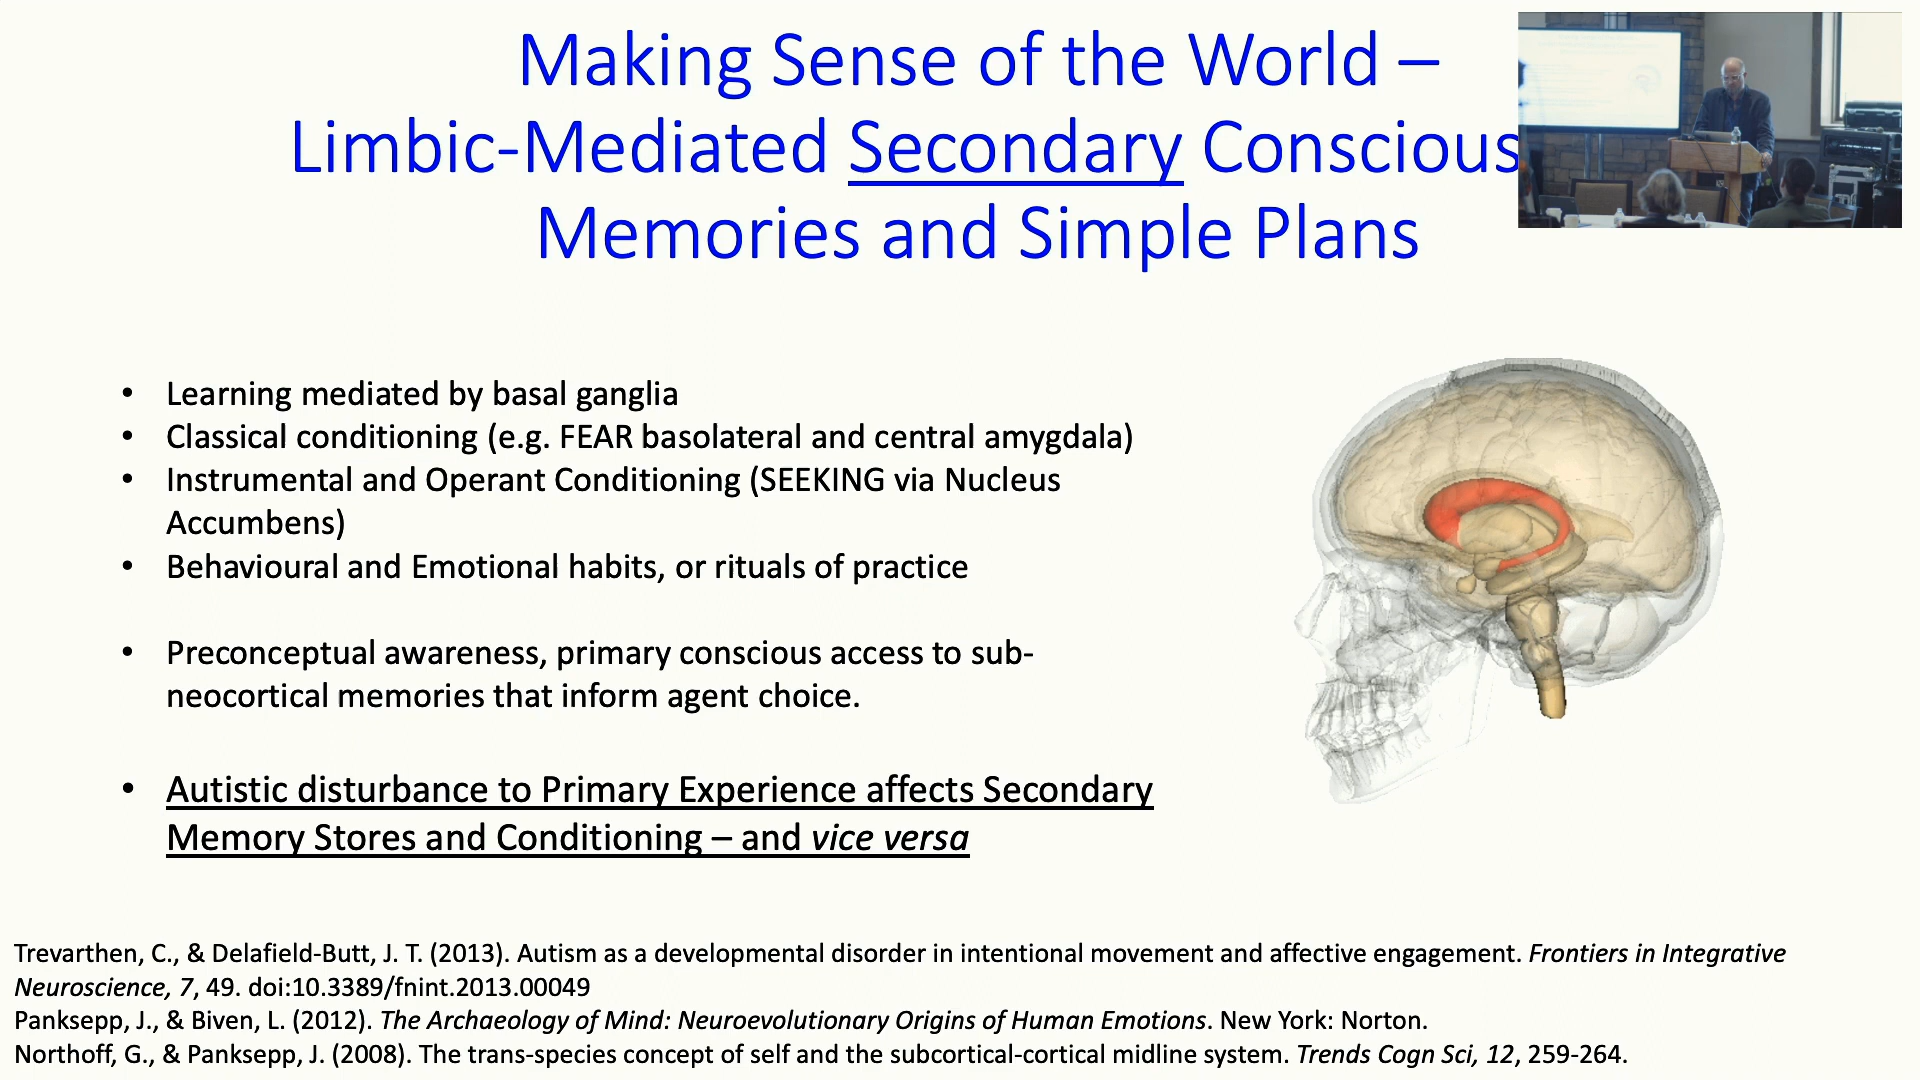 Making Sense of the World –
Limbic-Mediated Secondary Conscious
Memories and Simple Plans
• Learning mediated by basal ganglia
• Classical conditioning (e.g. FEAR basolateral and central amygdala)
• Instrumental and Operant Conditioning (SEEKING via Nucleus
Accumbens)
• Behavioural and Emotional habits, or rituals of practice
• Preconceptual awareness, primary conscious access to sub-
neocortical memories that inform agent choice.
• Autistic disturbance to Primary Experience affects Secondary
Memory Stores and Conditioning – and vice versa
Trevarthen, C., & Delafield-Butt, J. T. (2013). Autism as a developmental disorder in intentional movement and affective engagement. Frontiers in Integrative
Neuroscience, 7, 49. doi:10.3389/fnint.2013.00049
Panksepp, J., & Biven, L. (2012). The Archaeology of Mind: Neuroevolutionary Origins of Human Emotions. New York: Norton.
Northoff, G., & Panksepp, J. (2008). The trans-species concept of self and the subcortical-cortical midline system. Trends Cogn Sci, 12, 259-264.